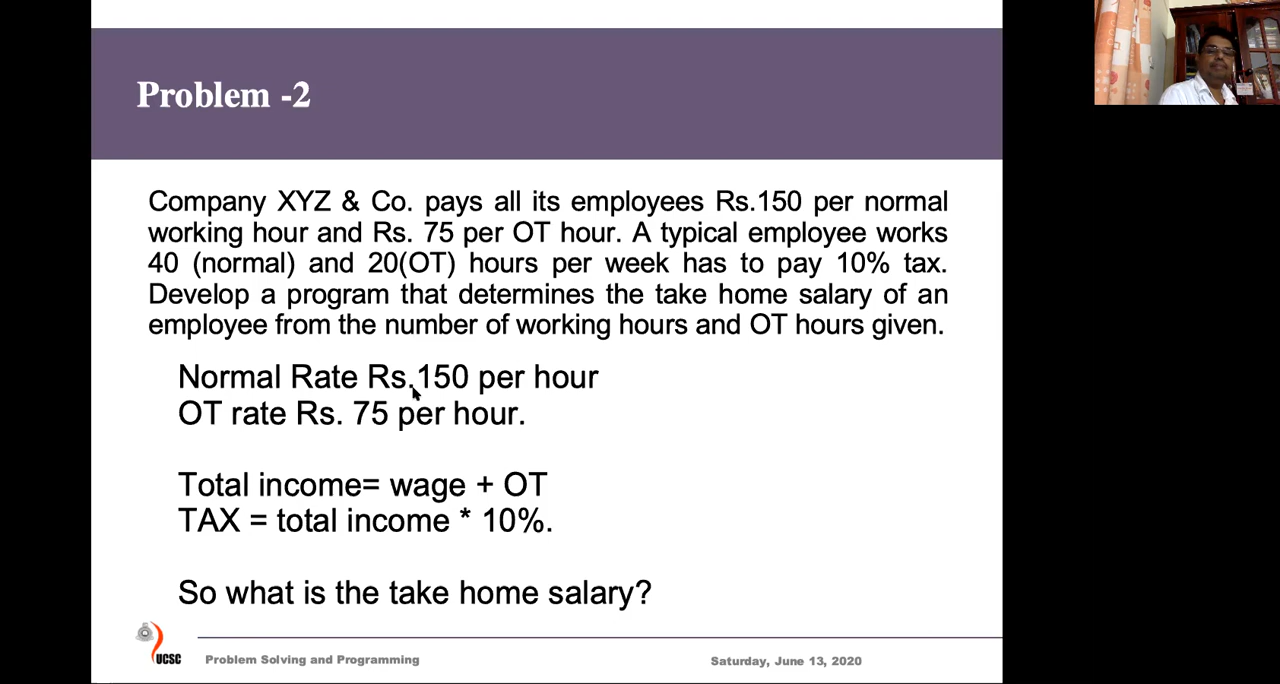 Problem -2
Company XYZ & Co. pays all its employees Rs.150 per normal
working hour and Rs. 75 per OT hour. A typical employee works
40 (normal) and 20(OT) hours per week has to pay 10% tax.
Develop a program that determines the take home salary of an
employee from the number of working hours and OT hours given.
Normal Rate Rs.150 per hour
OT rate Rs. 75 per hour.
Total income= wage + OT
TAX = total income * 10%.
So what is the take home salary?
UCSC
Problem Solving and Programming
Saturday, June 13, 2020